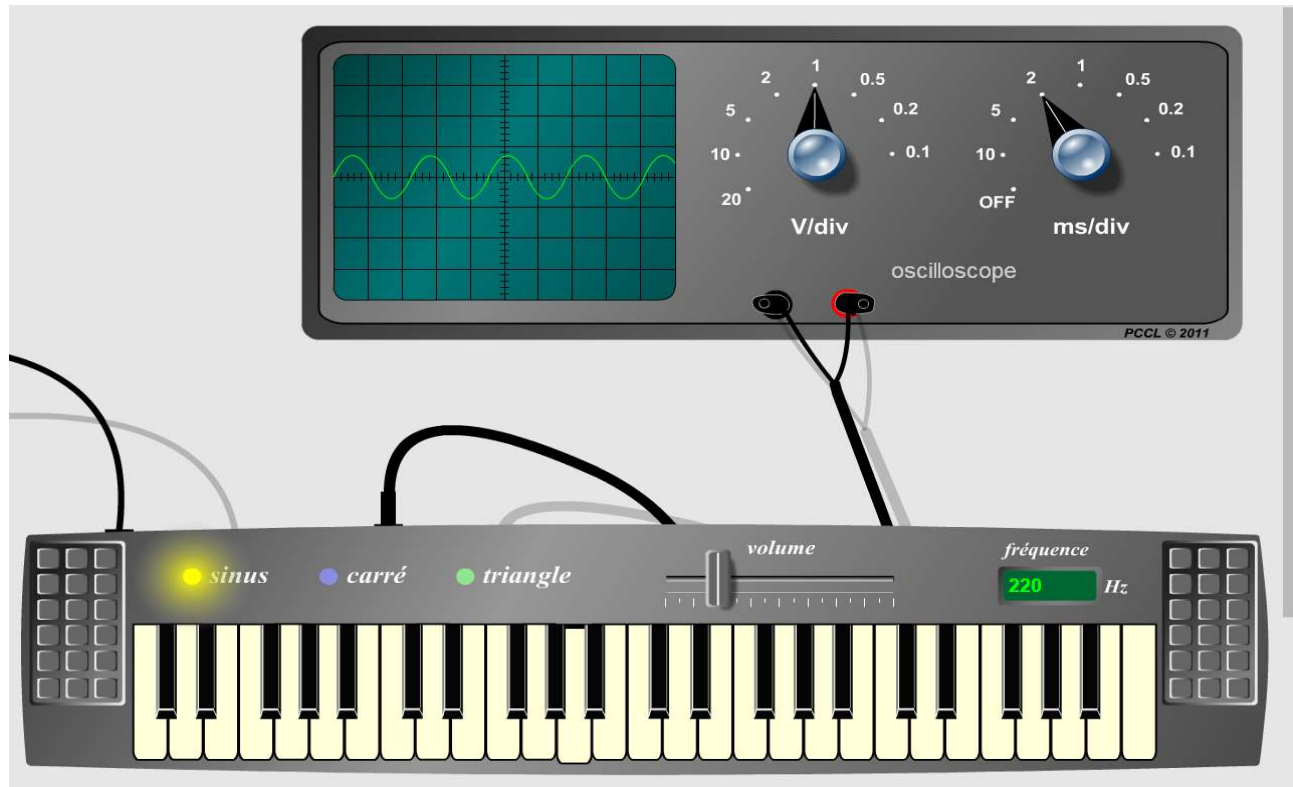 2 1 0.5
5 0.2
10 0.1
20
V/div
2 1 0.5
5 0.2
10 0.1
OFF
ms/div
oscilloscope
PCCL © 2011
sinus carré triangle
volume
fréquence
220 Hz